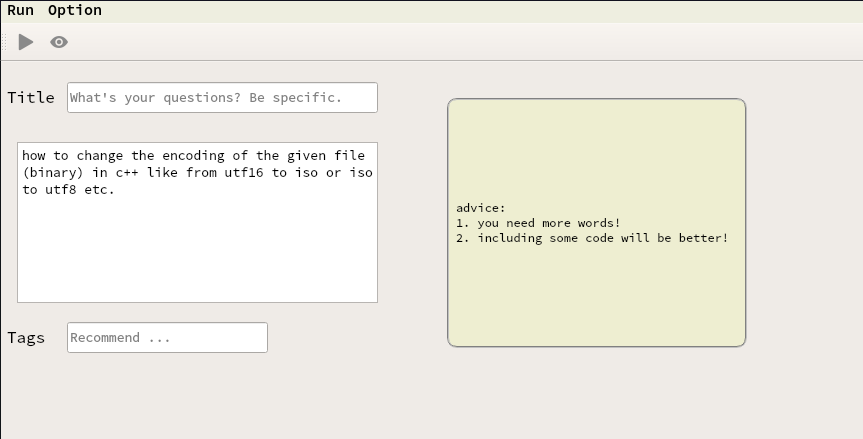 Run Option
Title What's your questions? Be specific.
how to change the encoding of the given file
(binary) in c++ like from utf16 to iso or iso
to utf8 etc.
advice:
1. you need more words!
2. including some code will be better!
Tags Recommend ...